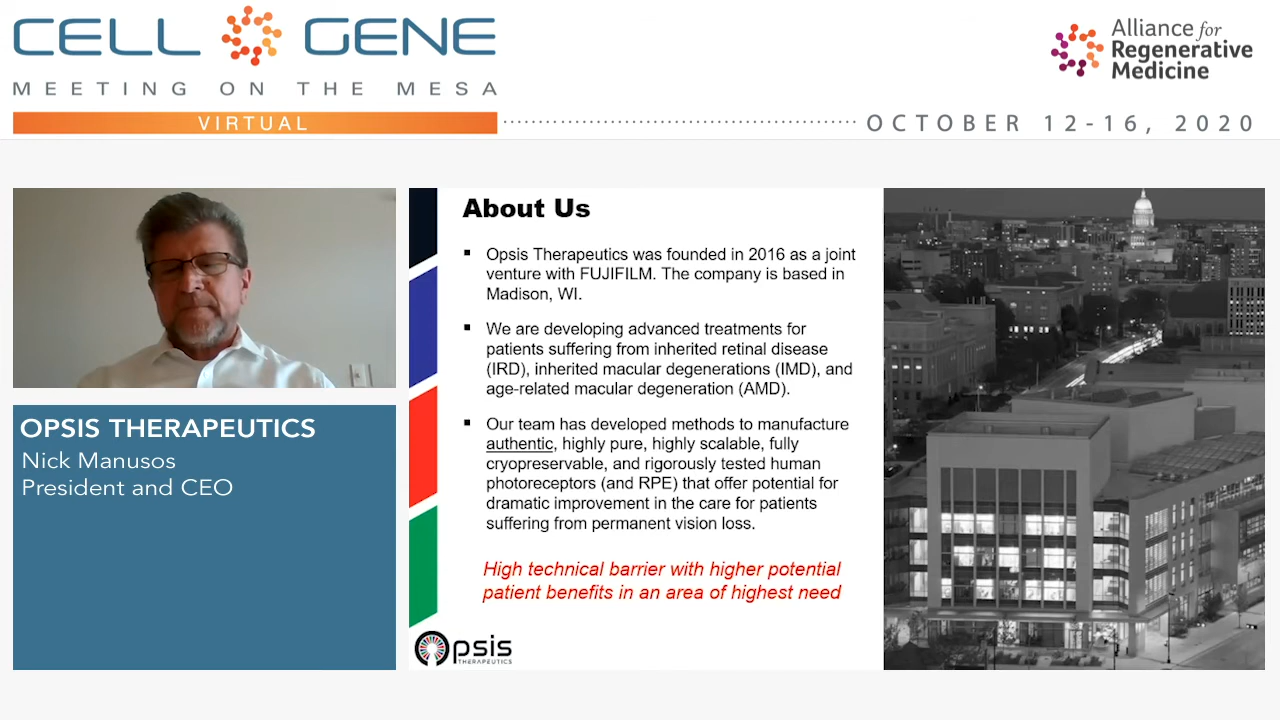 CELL GENE
MEETING ON THE MESA
VIRTUAL
Alliance for
Regenerative
Medicine
OCTOBER 12-16, 2020
OPSIS THERAPEUTICS
Nick Manusos
President and CEO
About Us
▪ Opsis Therapeutics was founded in 2016 as a joint
venture with FUJIFILM. The company is based in
Madison, WI.
▪ We are developing advanced treatments for
patients suffering from inherited retinal disease
(IRD), inherited macular degenerations (IMD), and
age-related macular degeneration (AMD).
▪ Our team has developed methods to manufacture
authentic, highly pure, highly scalable, fully
cryopreservable, and rigorously tested human
photoreceptors (and RPE) that offer potential for
dramatic improvement in the care for patients
suffering from permanent vision loss.
High technical barrier with higher potential
patient benefits in an area of highest need
Opsis
THERAPEUTICS